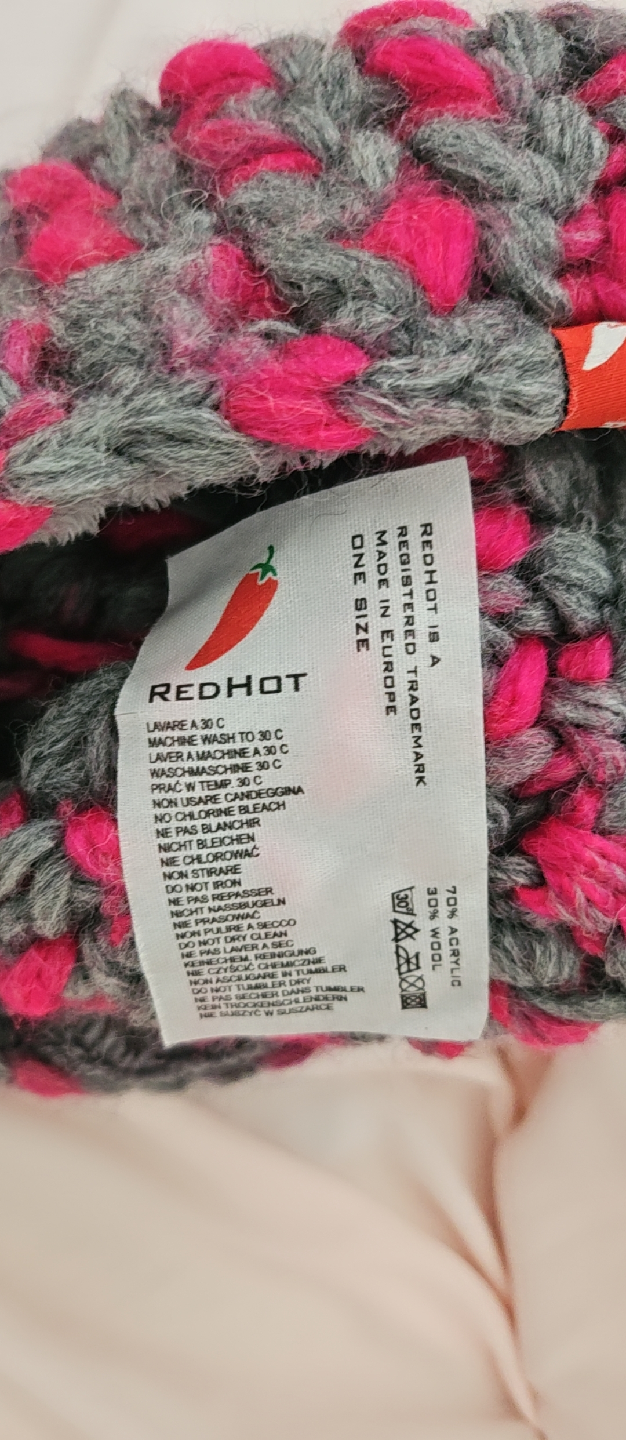 REDHOT
LAVARE A 30 C
MACHINE WASH TO 30 C
LAVER A MACHINE A 30 C
WASCHMASCHINE 30 C
PRAĆ W TEMP. 30 C
NON USARE CANDEGGINA
NO CHLORINE BLEACH
NE PAS BLANCHIR
NICHT BLEICHEN
NIE CHLOROWAĆ
NON STIRARE
DO NOT IRON
NE PAS REPASSER
NICHT NASSBUGELN
NIE PRASOWAĆ
NON PULIRE A SECCO
DO NOT DRY CLEAN
NE PAS LAVER A SEC
KEINECHEM. REINIGUNG
NIE CZYŚCIĆ CHEMICZNIE
NON ASCIUGARE IN TUMBLER
DO NOT TUMBLER DRY
NE PAS SECHER DANS TUMBLER
KEIN TROCKENSCHLENDERN
NIE SUSZYĆ W SUSZARCE
REDHOT IS A
REGISTERED TRADEMARK
MADE IN EUROPE
ONE SIZE
70% ACRYLIC
30% WOOL
30